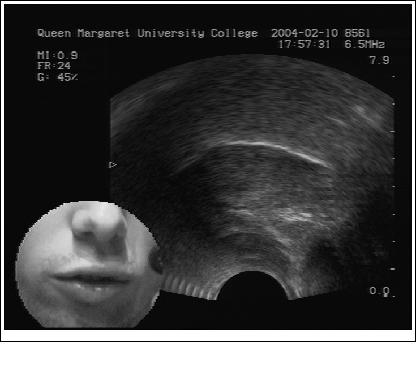 Queen Margaret University College 2004-02-10 8561
17:57:31 6.5MHz
MI:0.9
7.9
FR:24
G: 45%
0.0